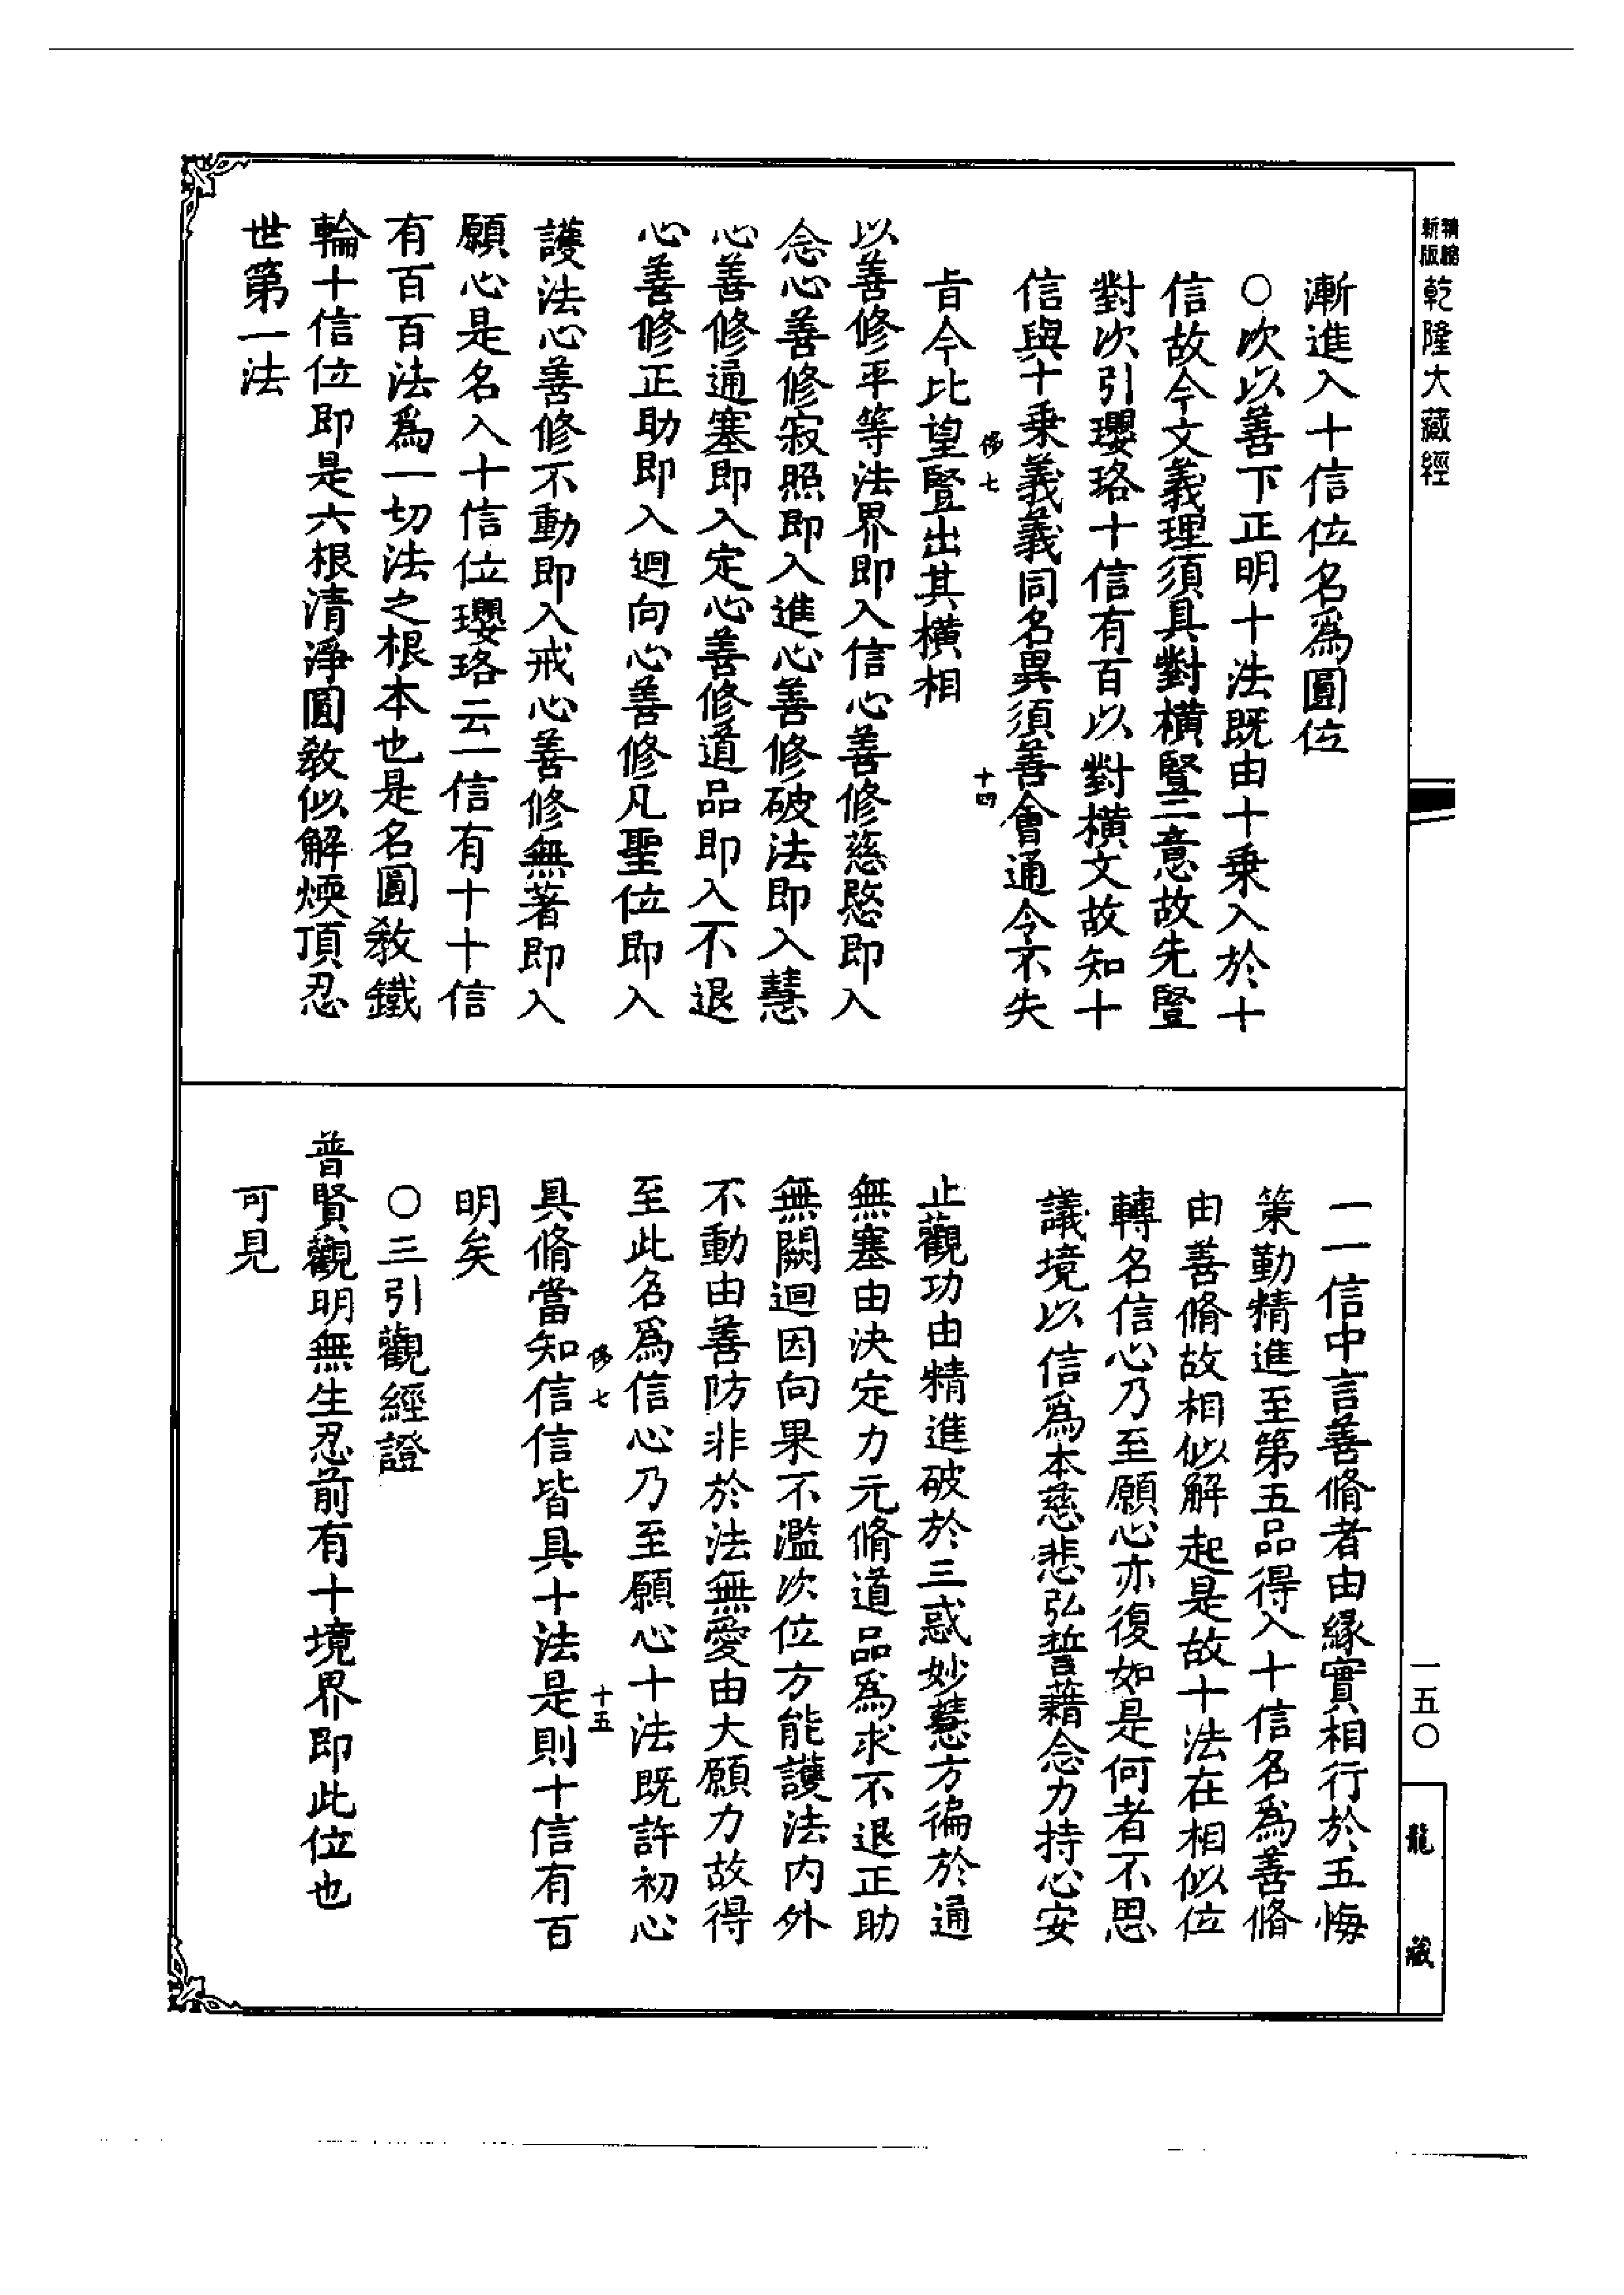 精縮
新版
乾隆大藏經
漸進入十信位名爲圓位
○次以善下正明十法既由十乗入於十
信故今文義理須具對橫豎二意故先豎
對次引瓔珞十信有百以對橫文故知十
信與十乗義義同名異須善會通令不失
㫖今比望豎出其橫相
佛七
十四
以善修平等法界即入信心善修慈愍即入
念心善修寂照即入進心善修破法即入慧
心善修通塞即入定心善修道品即入不退
心善修正助即入迴向心善修凡聖位即入
護法心善修不動即入戒心善修無著即入
願心是名入十信位瓔珞云一信有十十信
有百百法爲一切法之根本也是名圓教鐵
輪十信位即是六根清淨圓教似解煗頂忍
世第一法
一一信中言善脩者由緣實相行於五悔
策勤精進至第五品得入十信名爲善脩
由善脩故相似解起是故十法在相似位
轉名信心乃至願心亦復如是何者不思
議境以信爲本慈悲弘誓藉念力持心安
止觀功由精進破於三惑妙慧方徧於通
無塞由決定力元脩道品爲求不退正助
無闕迴因向果不濫次位方能護法內外
不動由善防非於法無愛由大願力故得
至此名爲信心乃至願心十法既許初心
佛七
十五
具脩當知信信皆具十法是則十信有百
明矣
○三引觀經證
普賢觀明無生忍前有十境界即此位也
可見
一五〇
龍藏